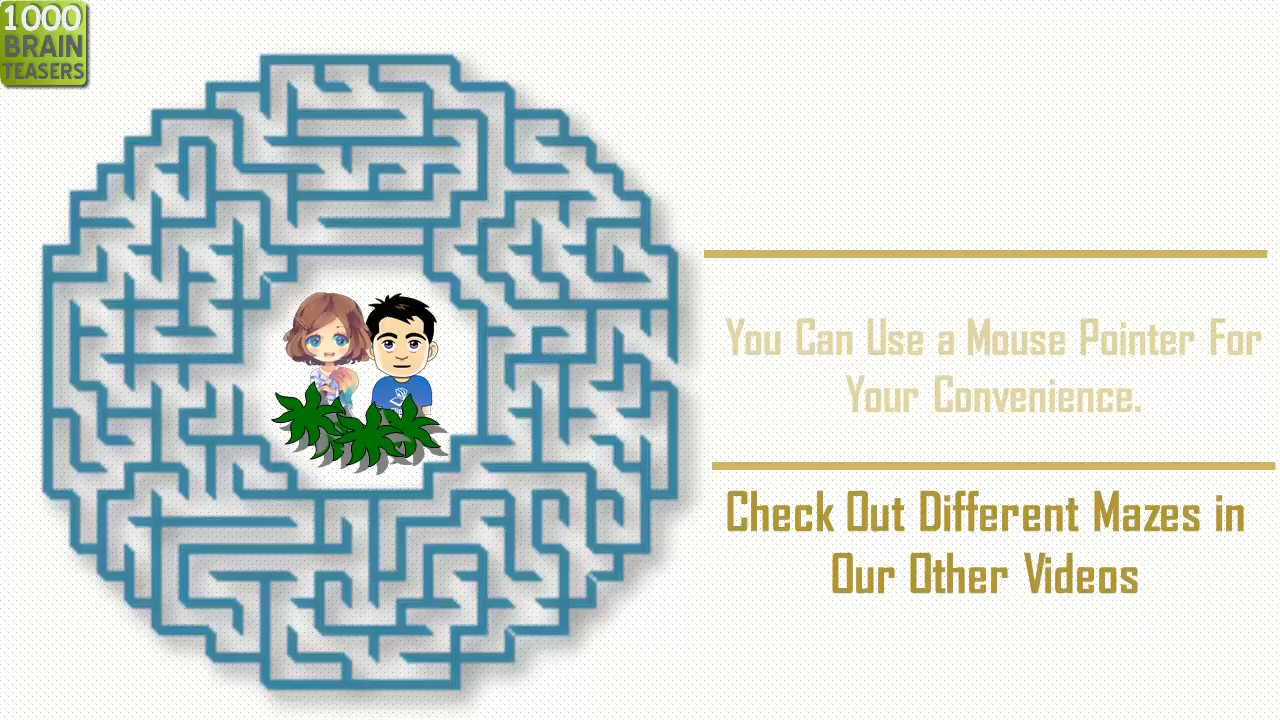 1000
BRAIN
TEASERS
You Can Use a Mouse Pointer For
Your Convenience.
Check Out Different Mazes in
Our Other Videos